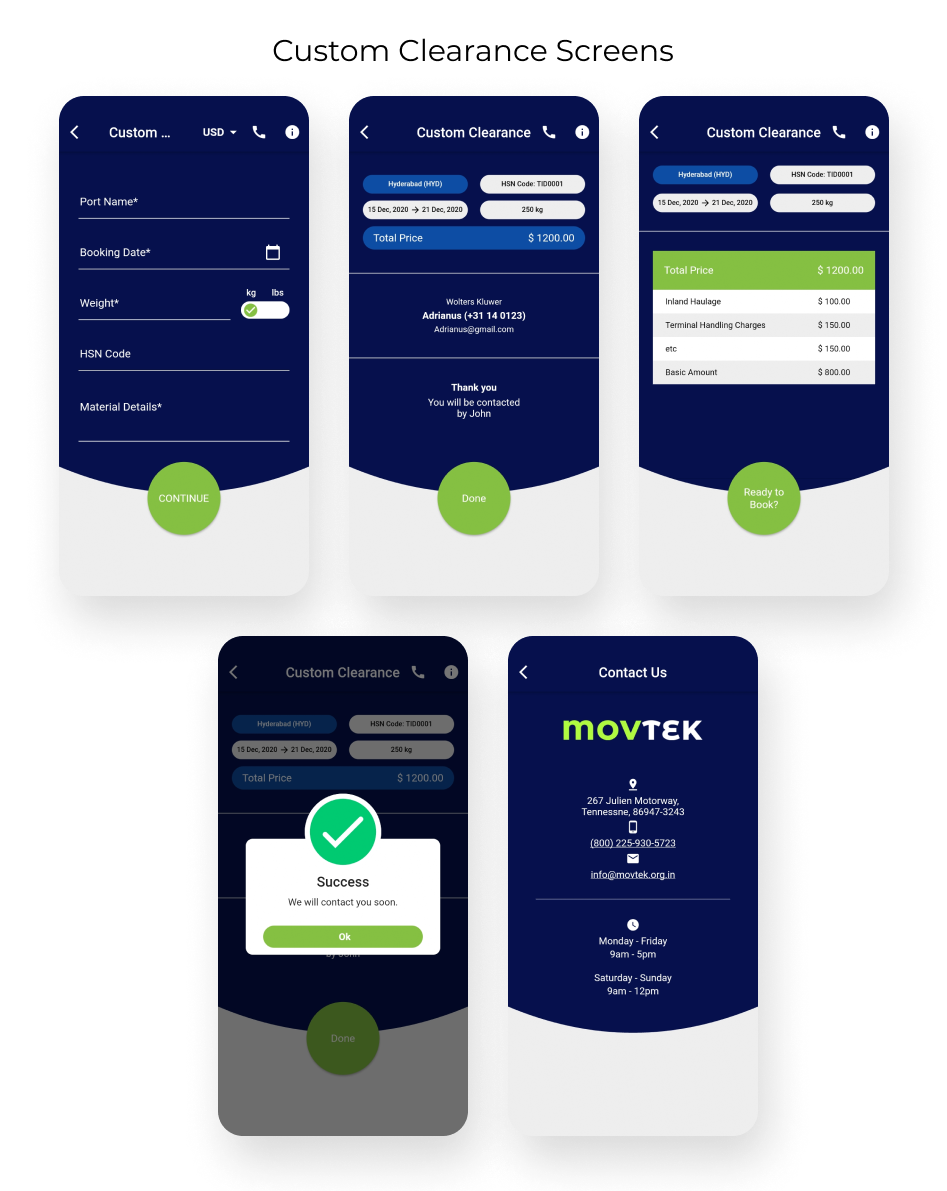 Custom Clearance Screens
Custom ...
USD
Port Name*
Booking Date*
kg lbs
Weight*
HSN Code
Material Details*
CONTINUE
Custom Clearance
Hyderabad (HYD)
HSN Code: TID0001
15 Dec, 2020 → 21 Dec, 2020
250 kg
Total Price
$ 1200.00
Wolters Kluwer
Adrianus (+31 14 0123)
Adrianus@gmail.com
Thank you
You will be contacted
by John
Done
Custom Clearance
Hyderabad (HYD)
HSN Code: TID0001
15 Dec, 2020 → 21 Dec, 2020
250 kg
Total Price $ 1200.00
Inland Haulage $ 100.00
Terminal Handling Charges $ 150.00
etc $ 150.00
Basic Amount $ 800.00
Ready to
Book?
Custom Clearance
Hyderabad (HYD)
HSN Code: TID0001
15 Dec, 2020 → 21 Dec, 2020
250 kg
Total Price $ 1200.00
Success
We will contact you soon.
Ok
by John
Done
Contact Us
movTEK
267 Julien Motorway,
Tennessne, 86947-3243
(800) 225-930-5723
info@movtek.org.in
Monday - Friday
9am - 5pm
Saturday - Sunday
9am - 12pm